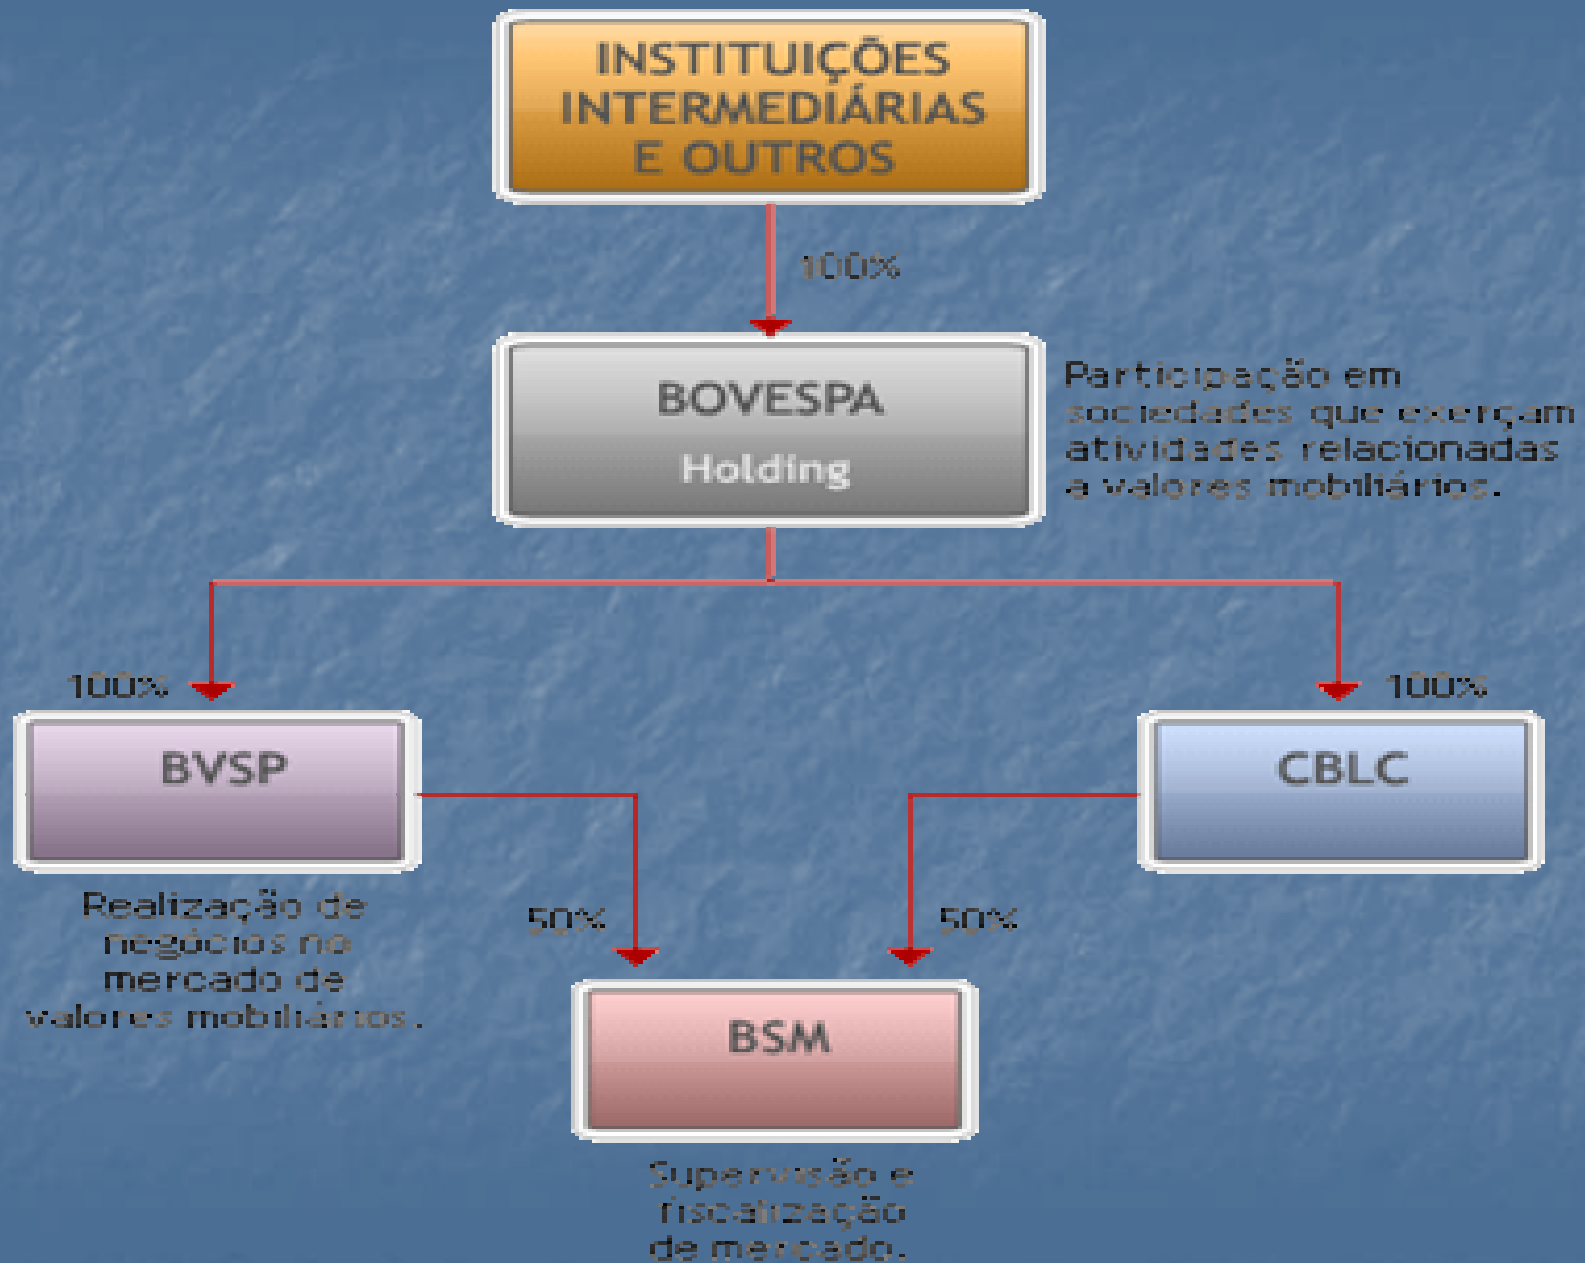 INSTITUIÇÕES
INTERMEDIÁRIAS
E OUTROS
100%
BOVESPA
Holding
Participação em
sociedades que exerçam
atividades relacionadas
a valores mobiliários.
100%
100%
BVSP
CBLC
Realização de
negócios no
mercado de
valores mobiliários.
50%
50%
BSM
Supervisão e
fiscalização
de mercado.